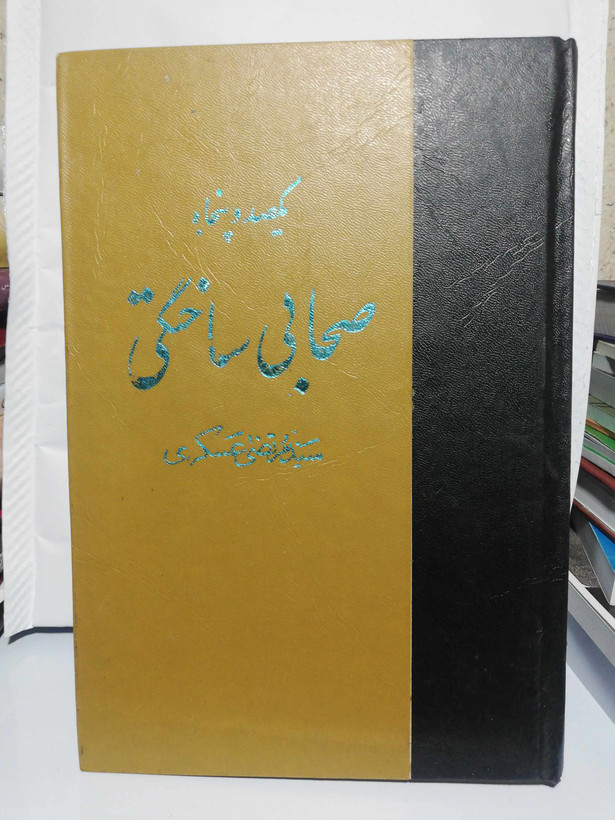 یکصد و پنجاه
صحابی ساختگی
سید مرتضی عسکری